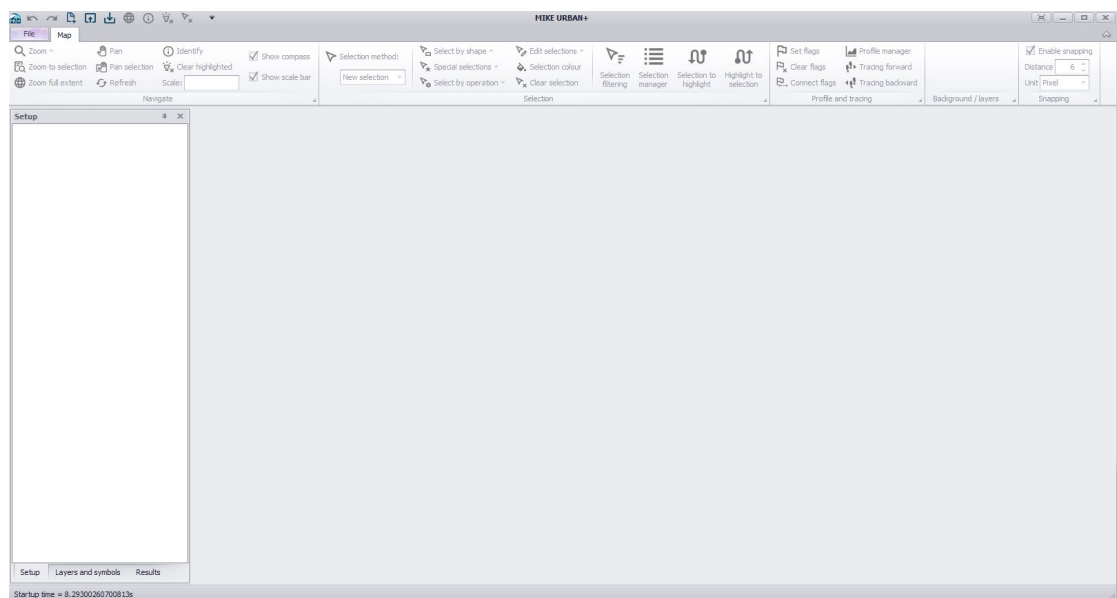 MIKE URBAN+
File Map
Zoom Pan Identify
Zoom to selection Pan selection Clear highlighted
Zoom full extent Refresh Scale:
Show compass
Show scale bar
Navigate
Selection method:
New selection
Select by shape Edit selections
Special selections Selection colour
Select by operation Clear selection
Selection filtering
Selection manager
Selection to highlight
Highlight to selection
Selection
Set flags Profile manager
Clear flags Tracing forward
Connect flags Tracing backward
Profile and tracing
Background / layers
Enable snapping
Distance 6
Unit Pixel
Snapping
Setup
Setup Layers and symbols Results
Startup time = 8.29300260700813s